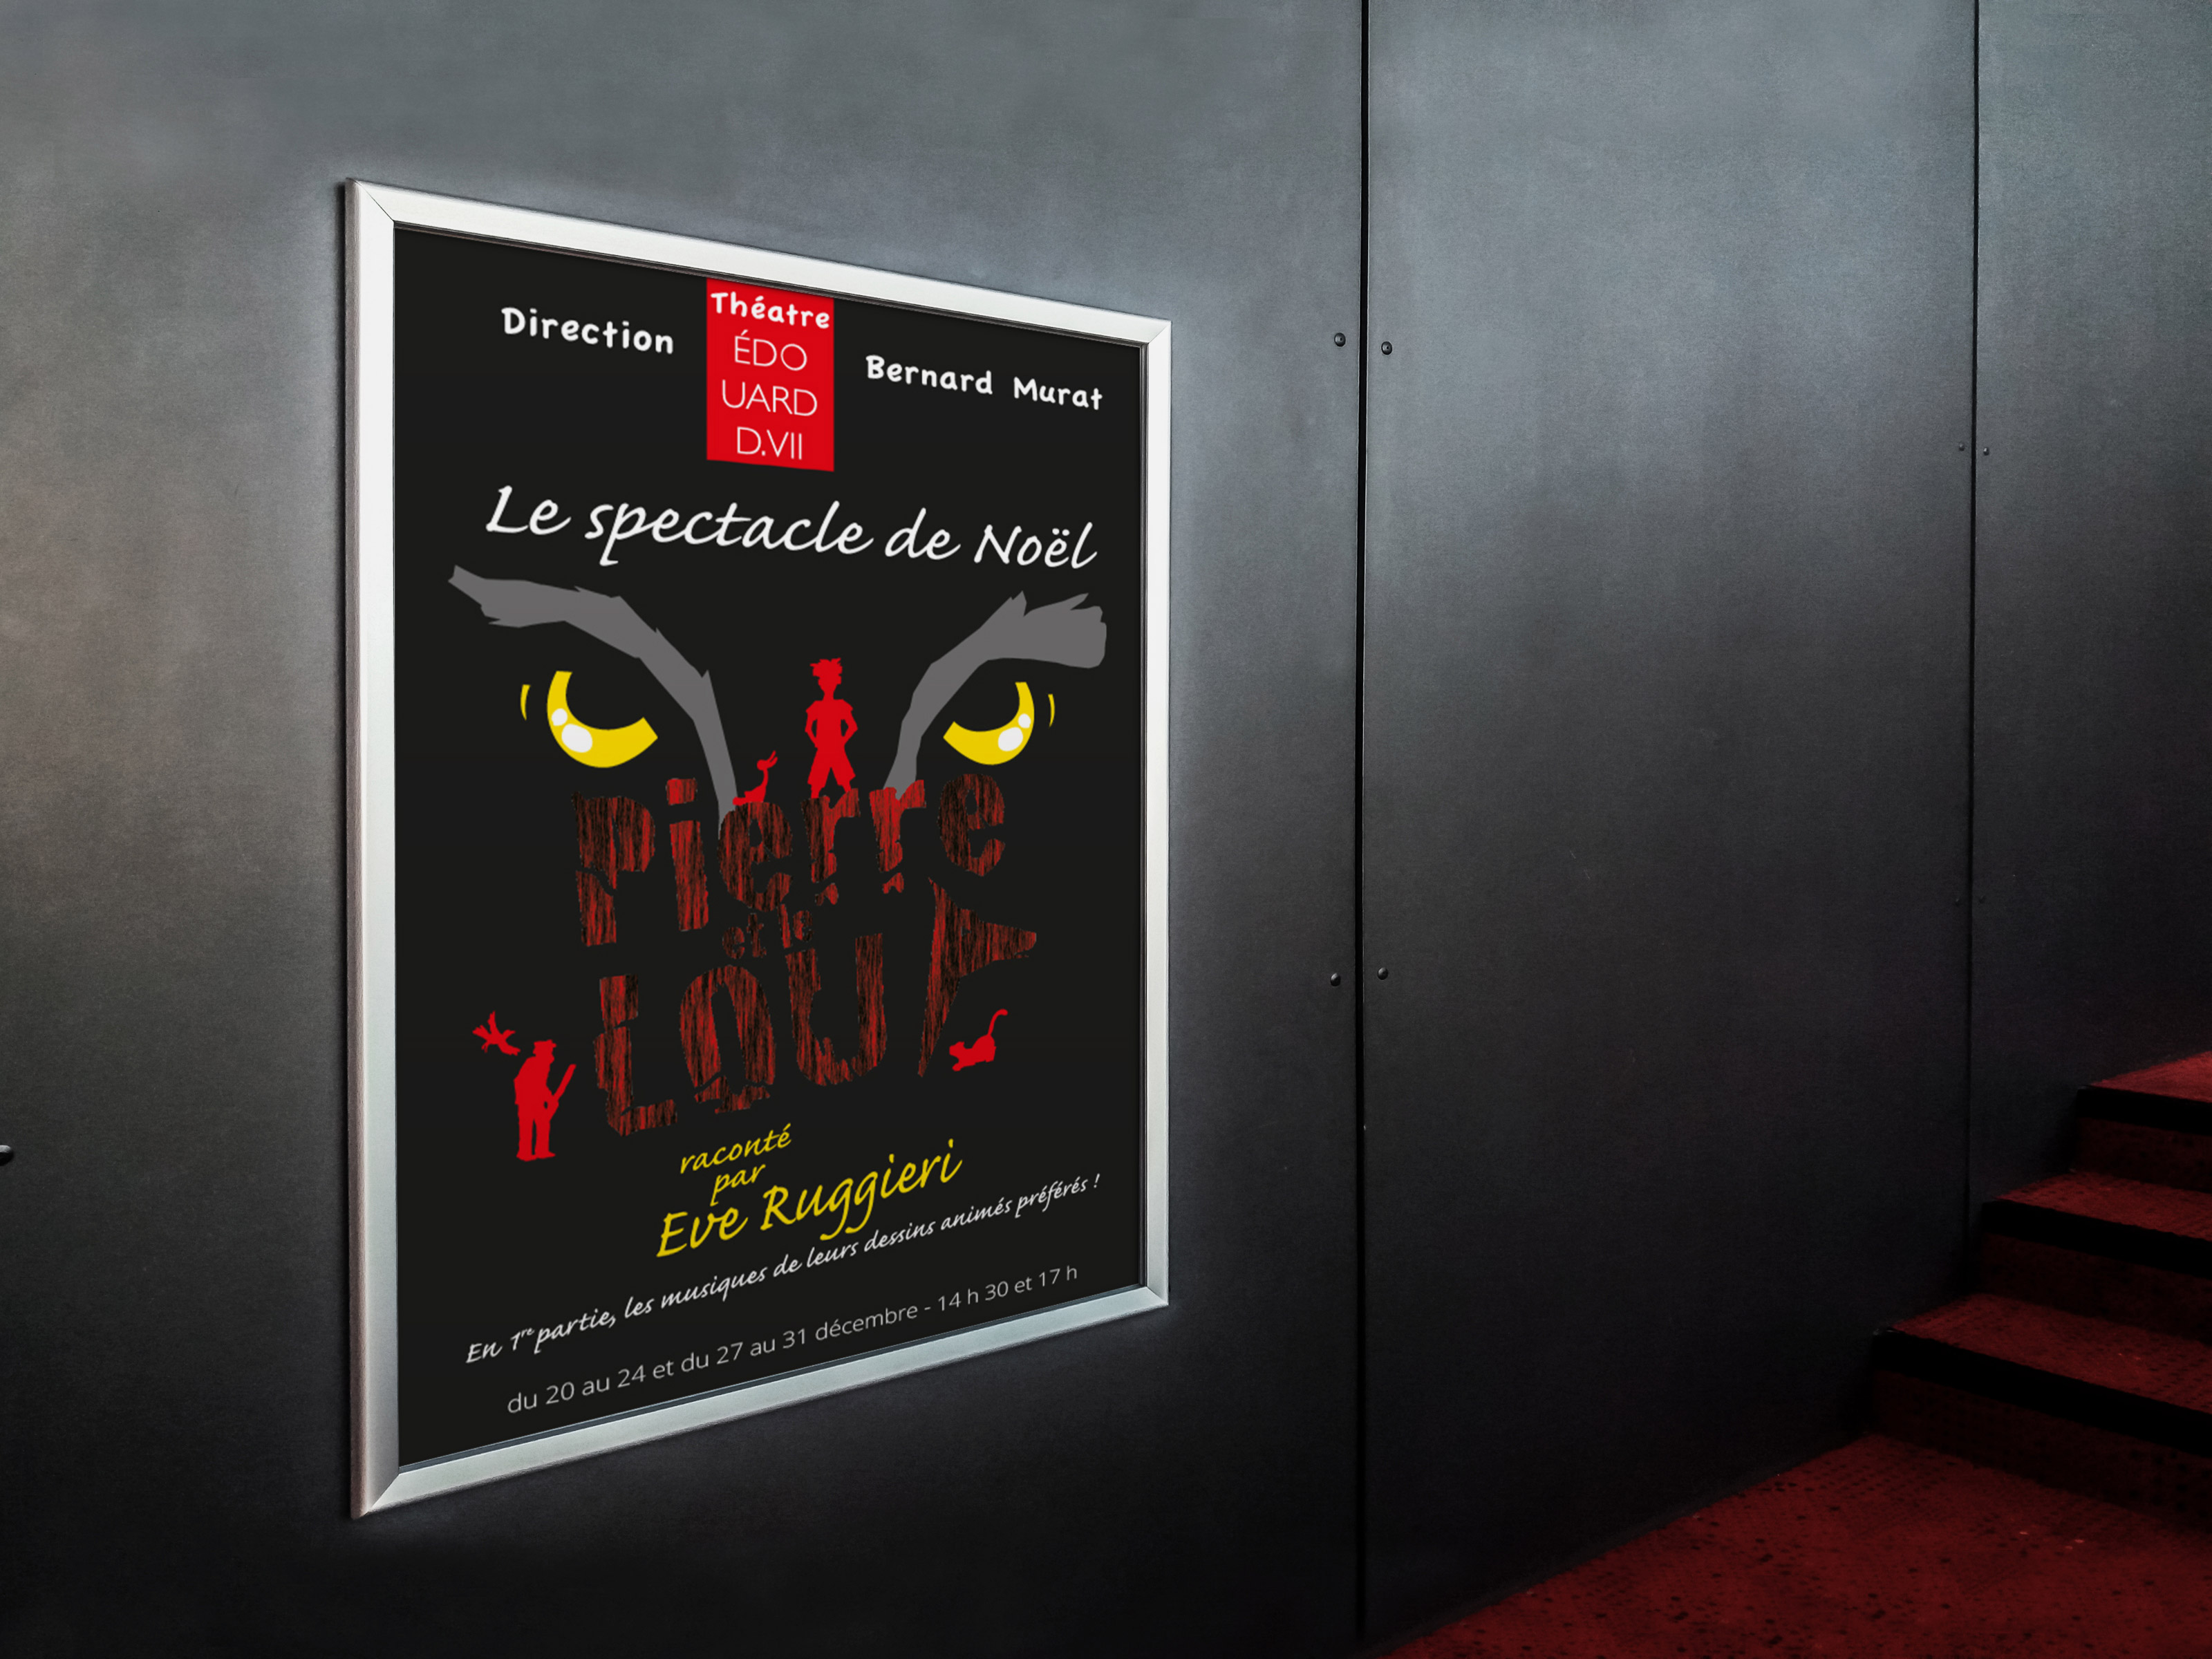 Direction
Théatre
ÉDO
UARD
D.VII
Bernard Murat
Le spectacle de Noël
Pierre
et le
LOUP
raconté
par
Eve Ruggieri
En 1re partie, les musiques de leurs dessins animés préférés !
du 20 au 24 et du 27 au 31 décembre - 14 h 30 et 17 h